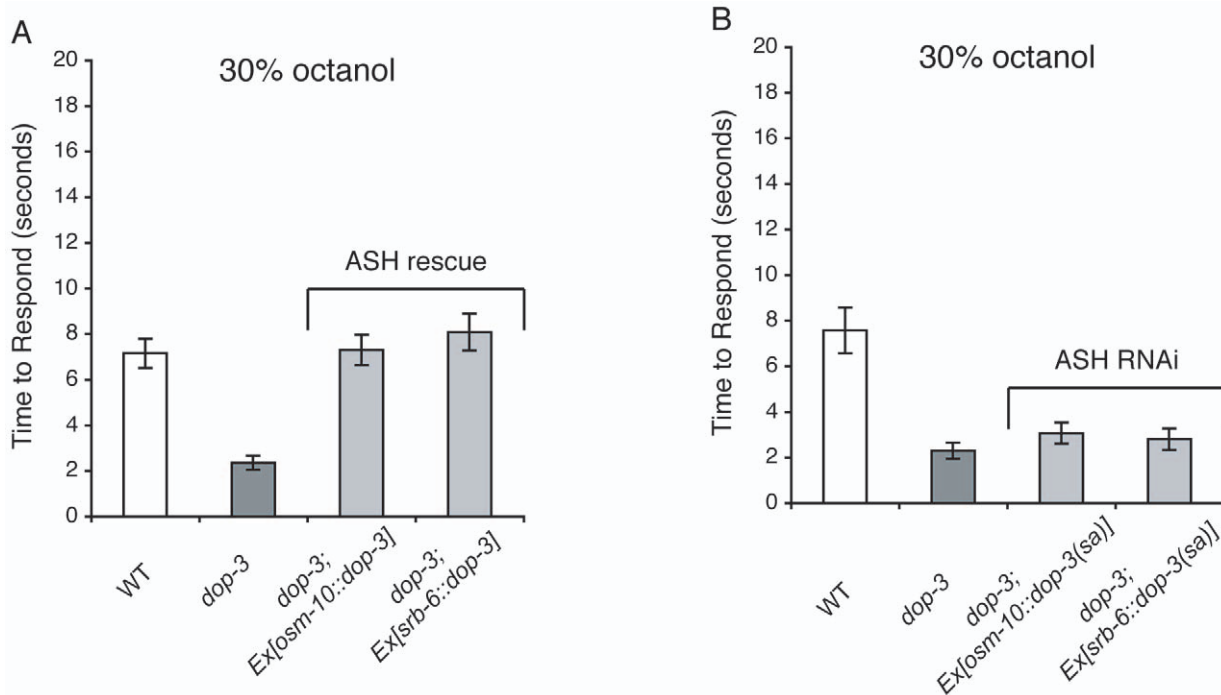 A
30% octanol
Time to Respond (seconds)
20
18
16
14
12
10
8
6
4
2
0
ASH rescue
WT
dop-3
dop-3;
Ex[osm-10::dop-3]
dop-3;
Ex[srb-6::dop-3]
B
30% octanol
Time to Respond (seconds)
20
18
16
14
12
10
8
6
4
2
0
ASH RNAi
WT
dop-3
dop-3;
Ex[osm-10::dop-3(sa)]
dop-3;
Ex[srb-6::dop-3(sa)]